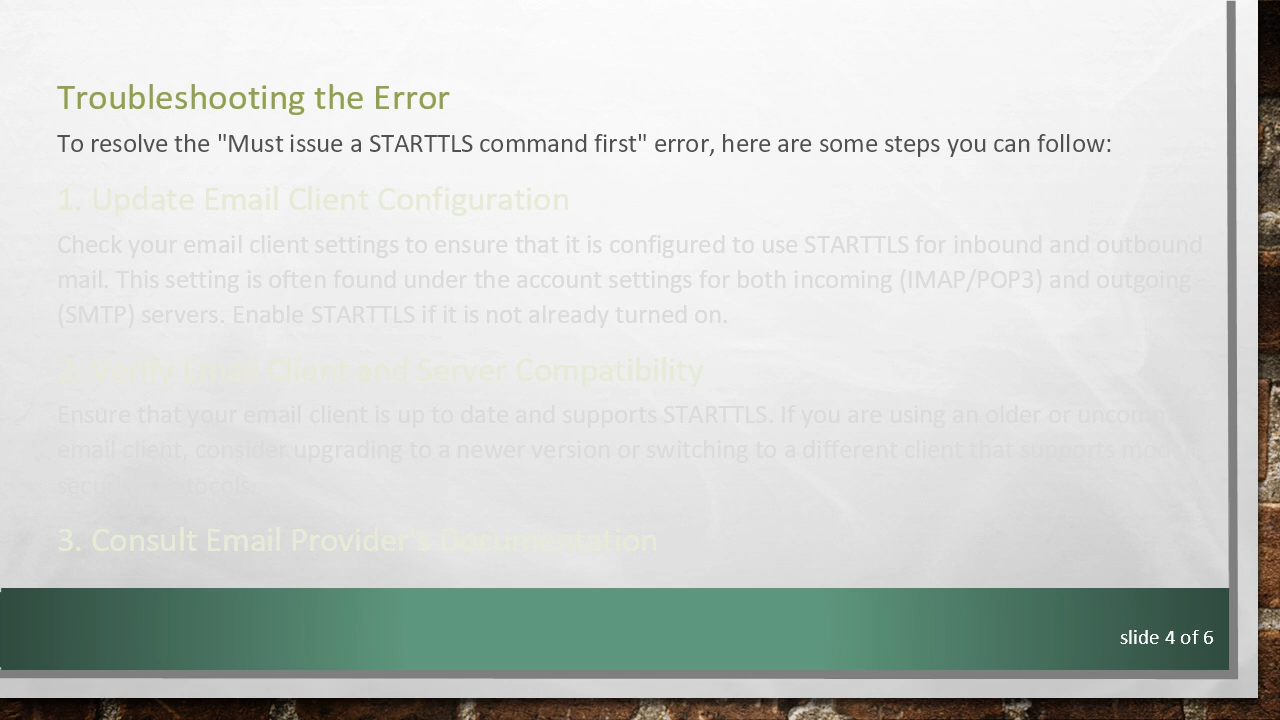 Troubleshooting the Error
To resolve the "Must issue a STARTTLS command first" error, here are some steps you can follow:
1. Update Email Client Configuration
Check your email client settings to ensure that it is configured to use STARTTLS for inbound and outbound
mail. This setting is often found under the account settings for both incoming (IMAP/POP3) and outgoing
(SMTP) servers. Enable STARTTLS if it is not already turned on.
2. Verify Email Client and Server Compatibility
Ensure that your email client is up to date and supports STARTTLS. If you are using an older or
email client, consider upgrading to a newer version or switching to a different client that supports
3. Consult Email Provider's Documentation
slide 4 of 6